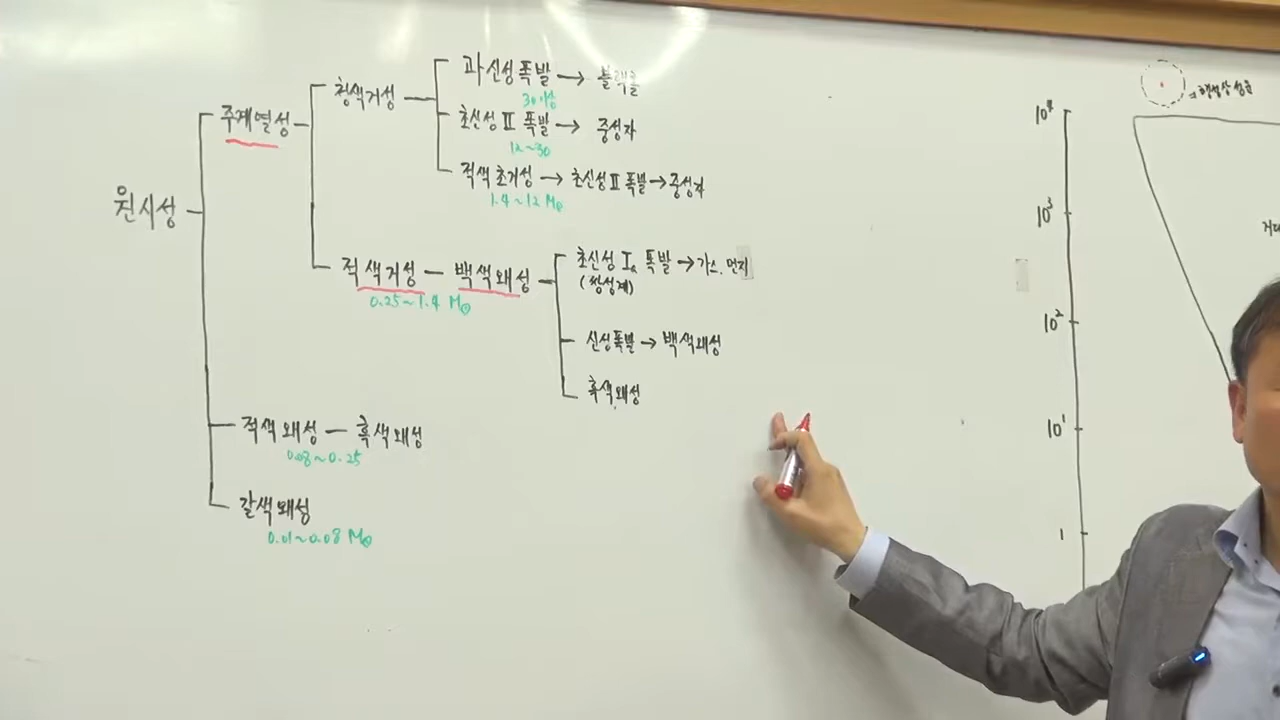 과신성 폭발 → 블랙홀
30이상
청색거성
초신성 II 폭발 → 중성자
12~30
주계열성
적색초거성 → 초신성 II 폭발 → 중성자
1.4~12 M⊙
원시성
적색거성 — 백색왜성
0.25~1.4 M⊙
초신성 Ia 폭발 → 가스, 먼지
(쌍성계)
신성폭발 → 백색왜성
흑색왜성
적색왜성 — 흑색왜성
0.08~0.25
갈색왜성
0.01~0.08 M⊙
10⁴
10³
10²
10¹
1
거대